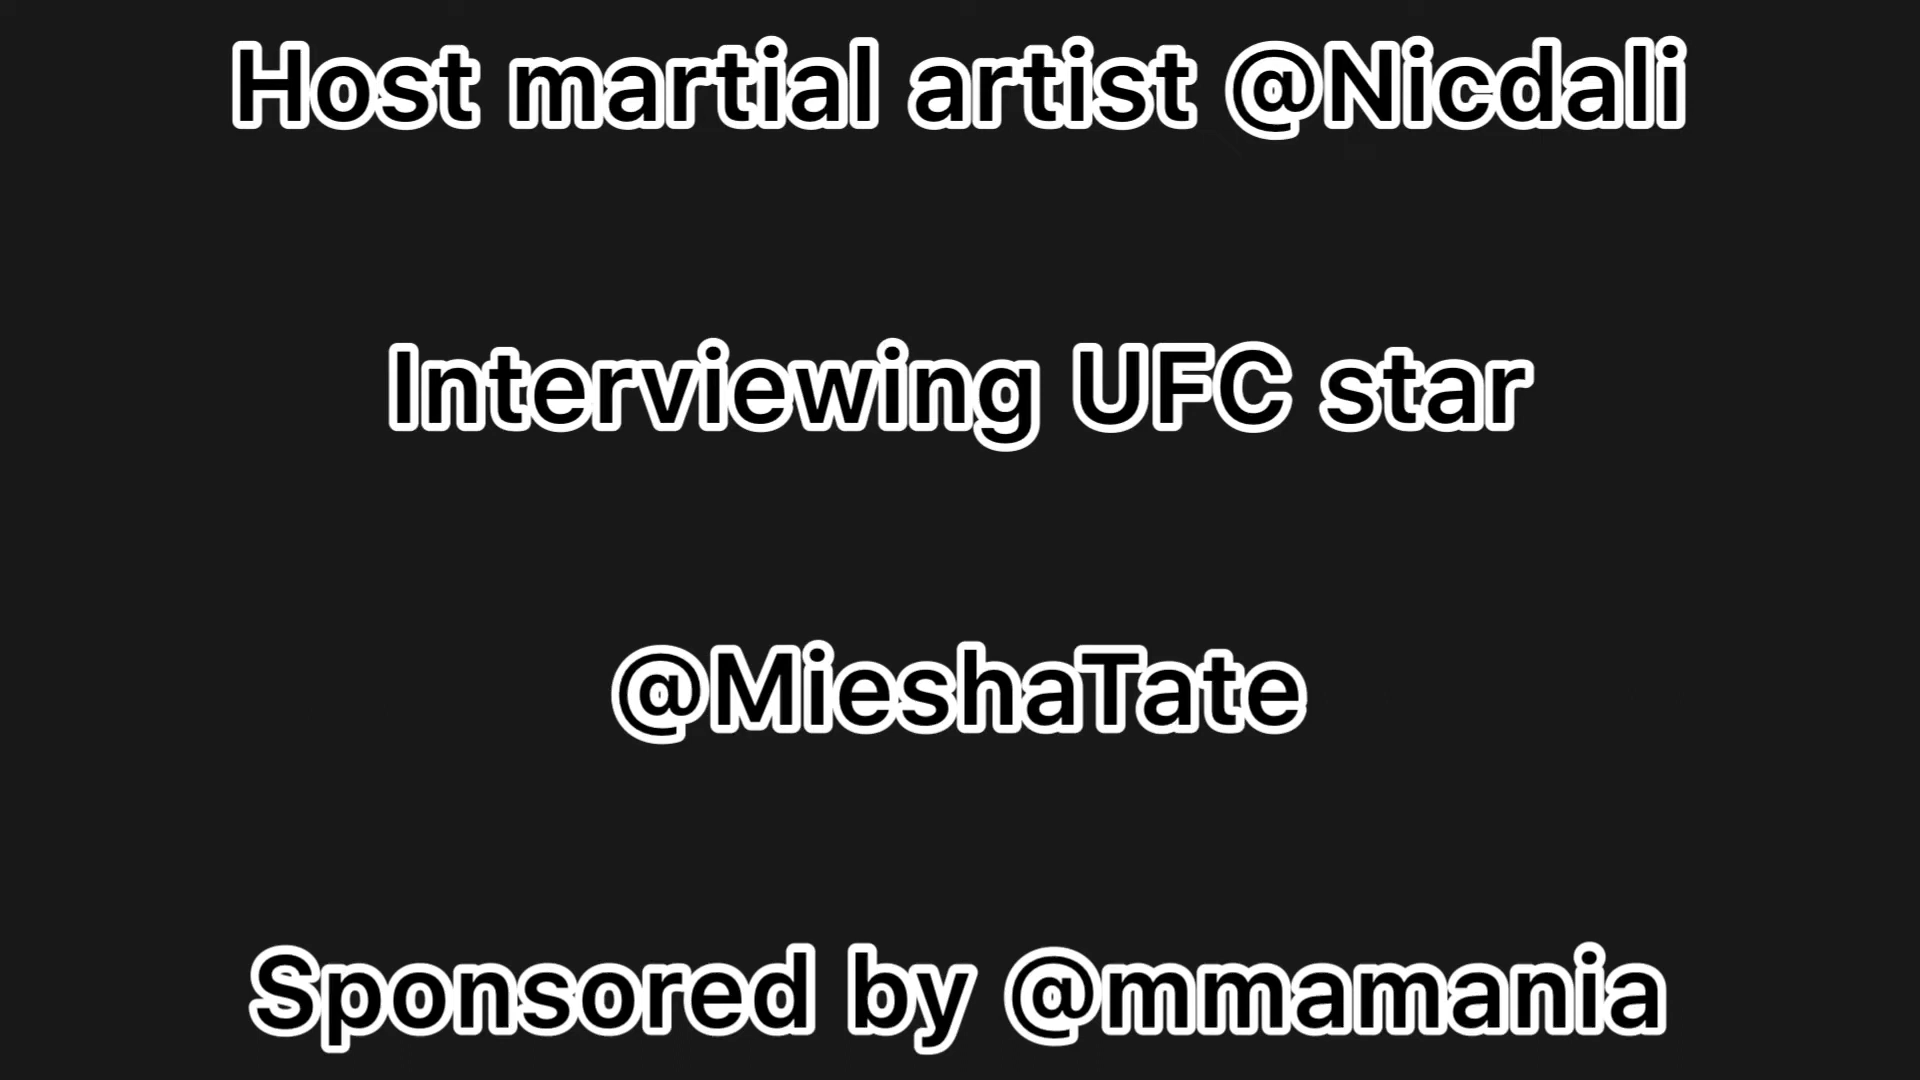 Host martial artist @Nicdali
Interviewing UFC star
@MieshaTate
Sponsored by @mmamania